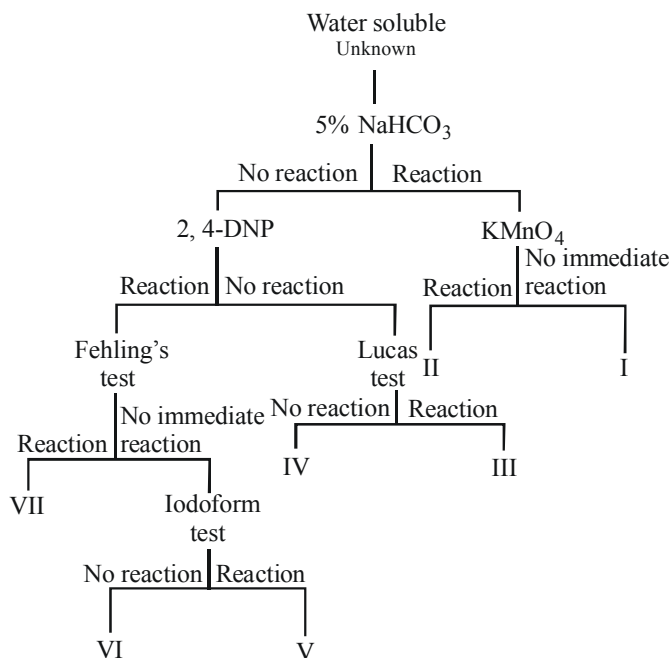 Water soluble
Unknown
5% NaHCO₃
No reaction Reaction
2, 4-DNP
KMnO₄
No immediate
reaction
Reaction
Reaction No reaction
Fehling's
test
Lucas
test
II
I
No immediate
reaction
Reaction
No reaction Reaction
IV
III
VII
Iodoform
test
No reaction Reaction
VI
V